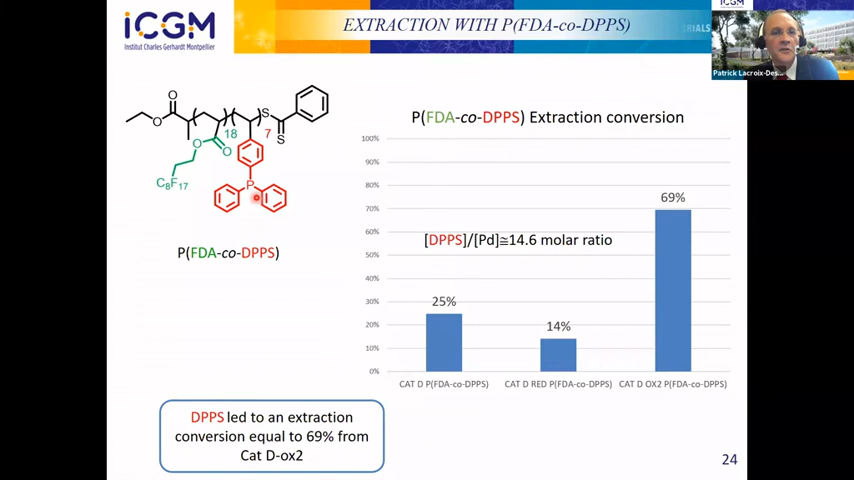 iCGM
Institut Charles Gerhardt Montpellier
EXTRACTION WITH P(FDA-co-DPPS)
Patrick Lacroix-Des...
O
O
O
O
S
S
18
7
C8F17
P
P(FDA-co-DPPS)
P(FDA-co-DPPS) Extraction conversion
100%
90%
80%
70%
60%
50%
40%
30%
20%
10%
0%
[DPPS]/[Pd]≅14.6 molar ratio
25%
14%
69%
CAT D P(FDA-co-DPPS)
CAT D RED P(FDA-co-DPPS)
CAT D OX2 P(FDA-co-DPPS)
DPPS led to an extraction
conversion equal to 69% from
Cat D-ox2
24